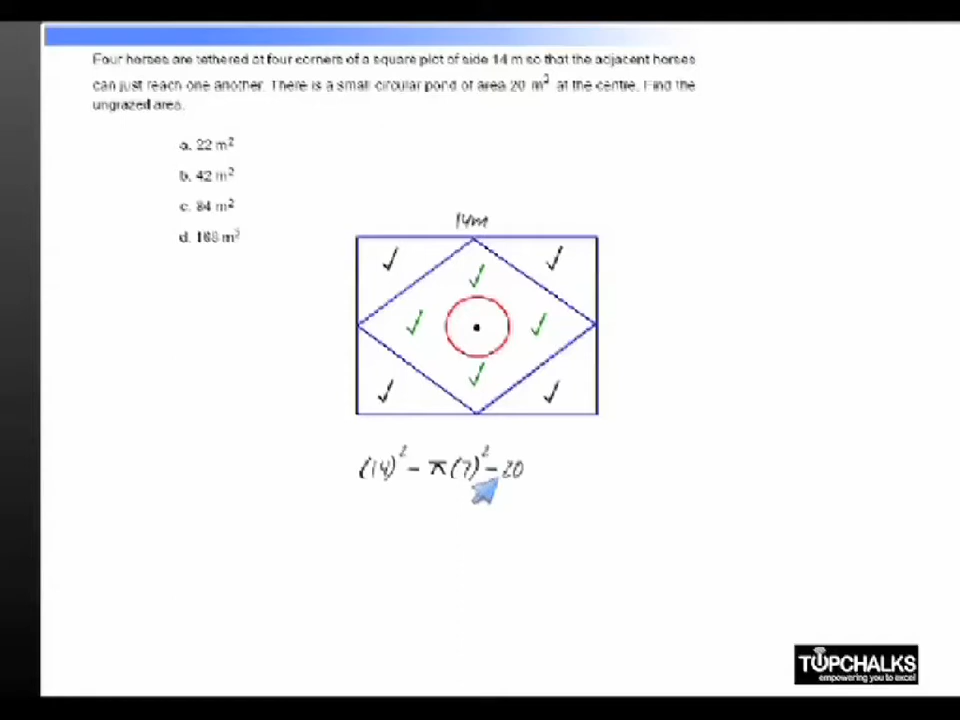 Four horses are tethered at four corners of a square plot of side 14 m so that the adjacent horses
can just reach one another. There is a small circular pond of area 20 m² at the centre. Find the
ungrazed area.
a. 22 m²
b. 42 m²
c. 84 m²
d. 168 m²
14m
(14)² - π(7)² - 20
TOPCHALKS
empowering you to excel